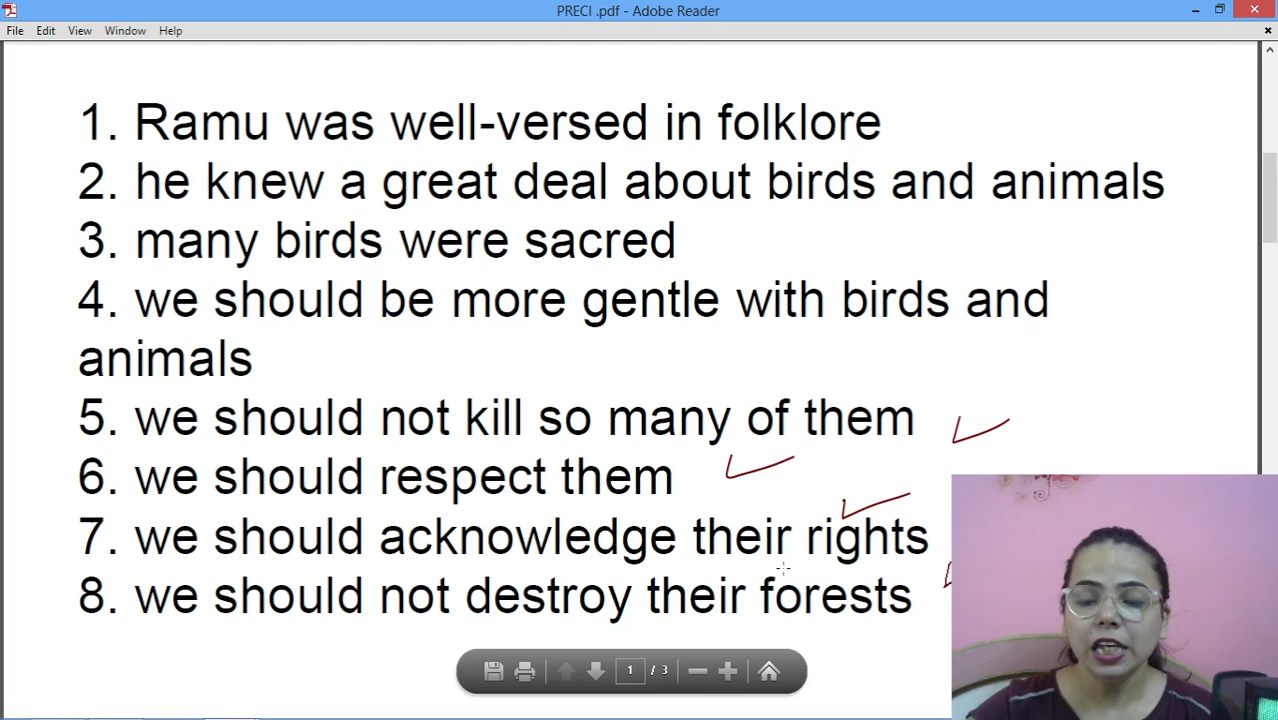 PRECI .pdf - Adobe Reader
File Edit View Window Help
1. Ramu was well-versed in folklore
2. he knew a great deal about birds and animals
3. many birds were sacred
4. we should be more gentle with birds and
animals
5. we should not kill so many of them
6. we should respect them
7. we should acknowledge their rights
8. we should not destroy their forests
1 / 3